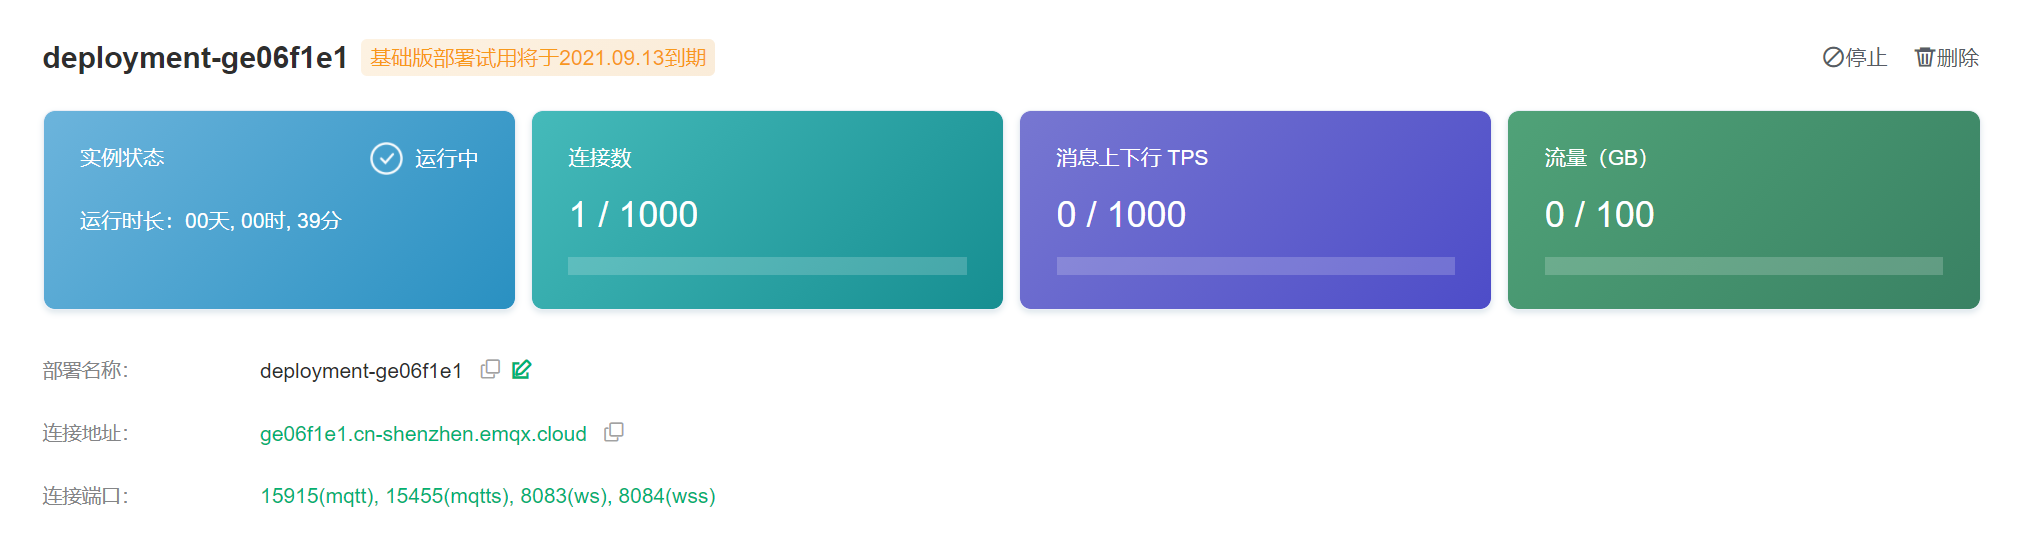 deployment-ge06f1e1 基础版部署试用将于2021.09.13到期 停止 删除
实例状态 运行中
运行时长：00天, 00时, 39分
连接数
1 / 1000
消息上下行 TPS
0 / 1000
流量（GB）
0 / 100
部署名称： deployment-ge06f1e1
连接地址： ge06f1e1.cn-shenzhen.emqx.cloud
连接端口： 15915(mqtt), 15455(mqtts), 8083(ws), 8084(wss)